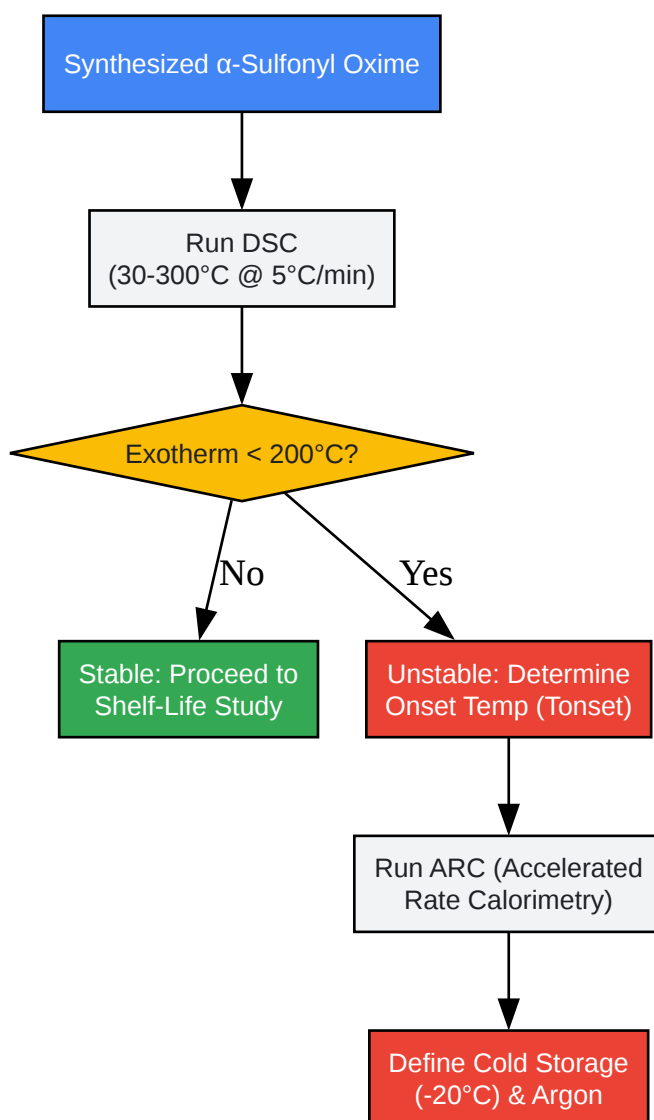 Synthesized α-Sulfonyl Oxime
Run DSC
(30-300°C @ 5°C/min)
Exotherm < 200°C?
No
Yes
Stable: Proceed to
Shelf-Life Study
Unstable: Determine
Onset Temp (Tonset)
Run ARC (Accelerated
Rate Calorimetry)
Define Cold Storage
(-20°C) & Argon